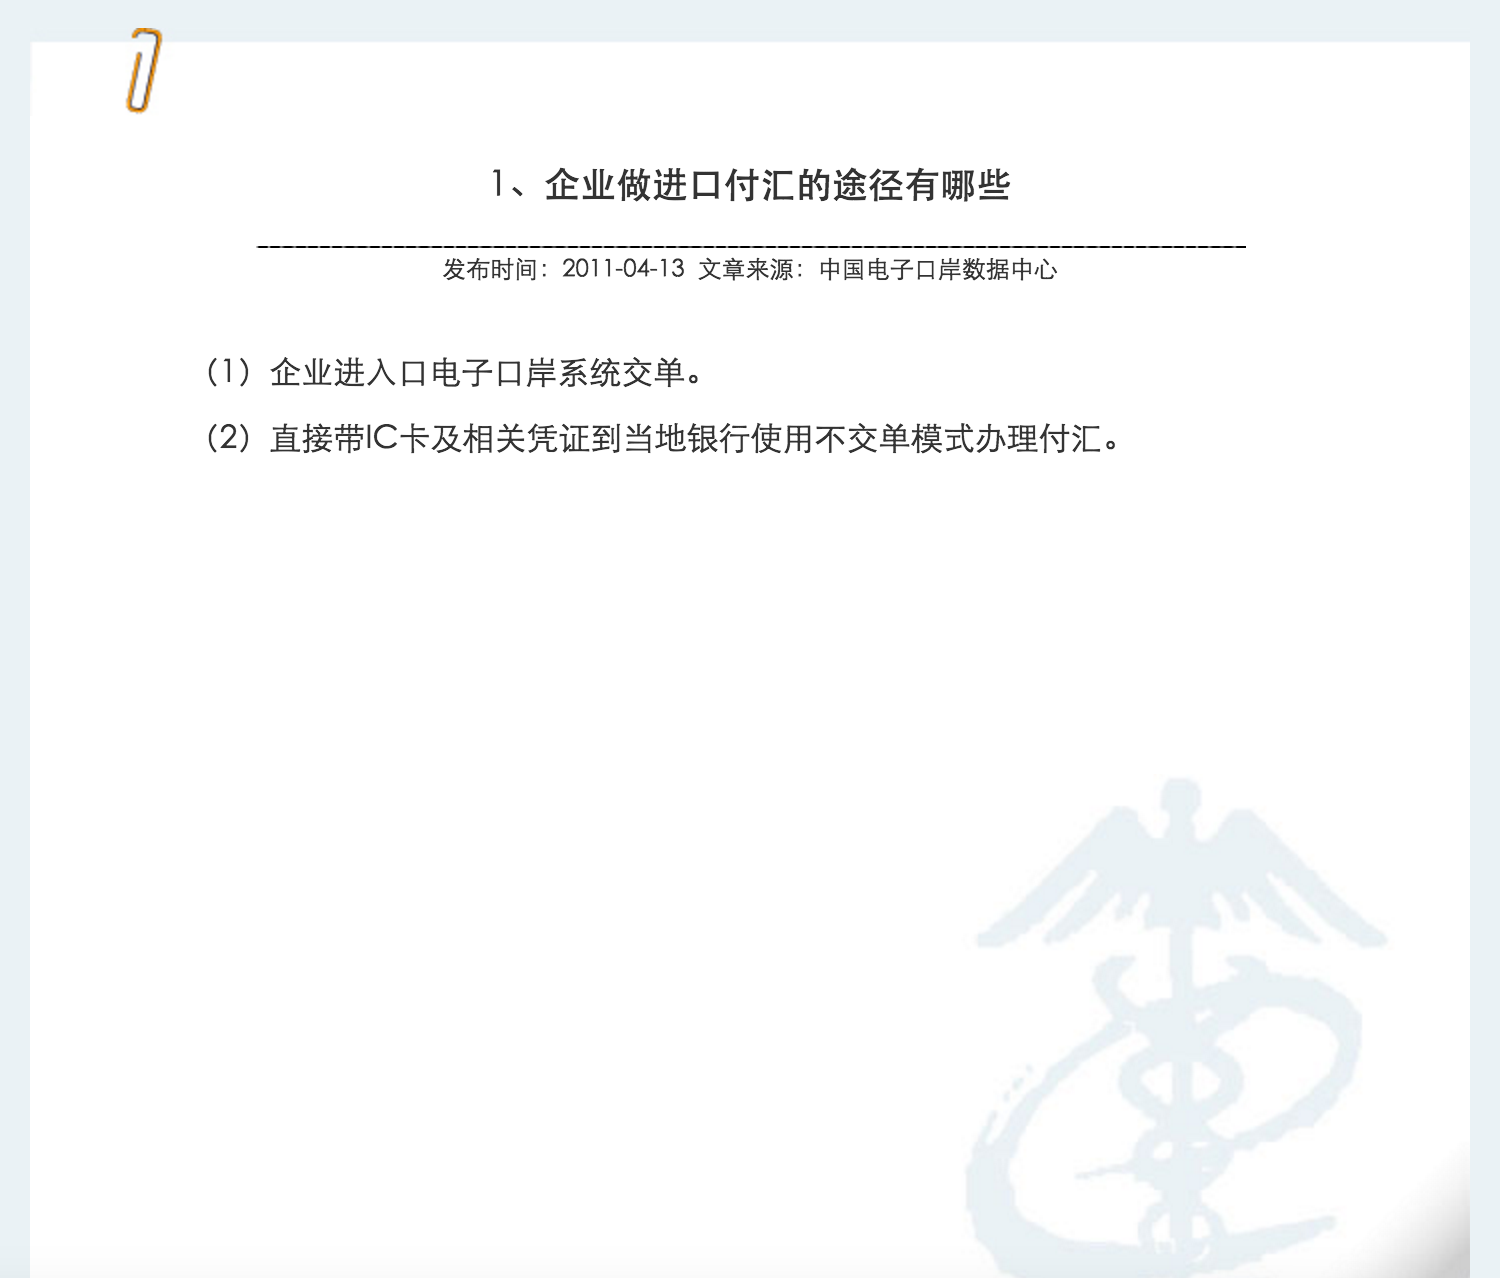 1、企业做进口付汇的途径有哪些
发布时间：2011-04-13 文章来源：中国电子口岸数据中心
（1）企业进入口电子口岸系统交单。
（2）直接带IC卡及相关凭证到当地银行使用不交单模式办理付汇。